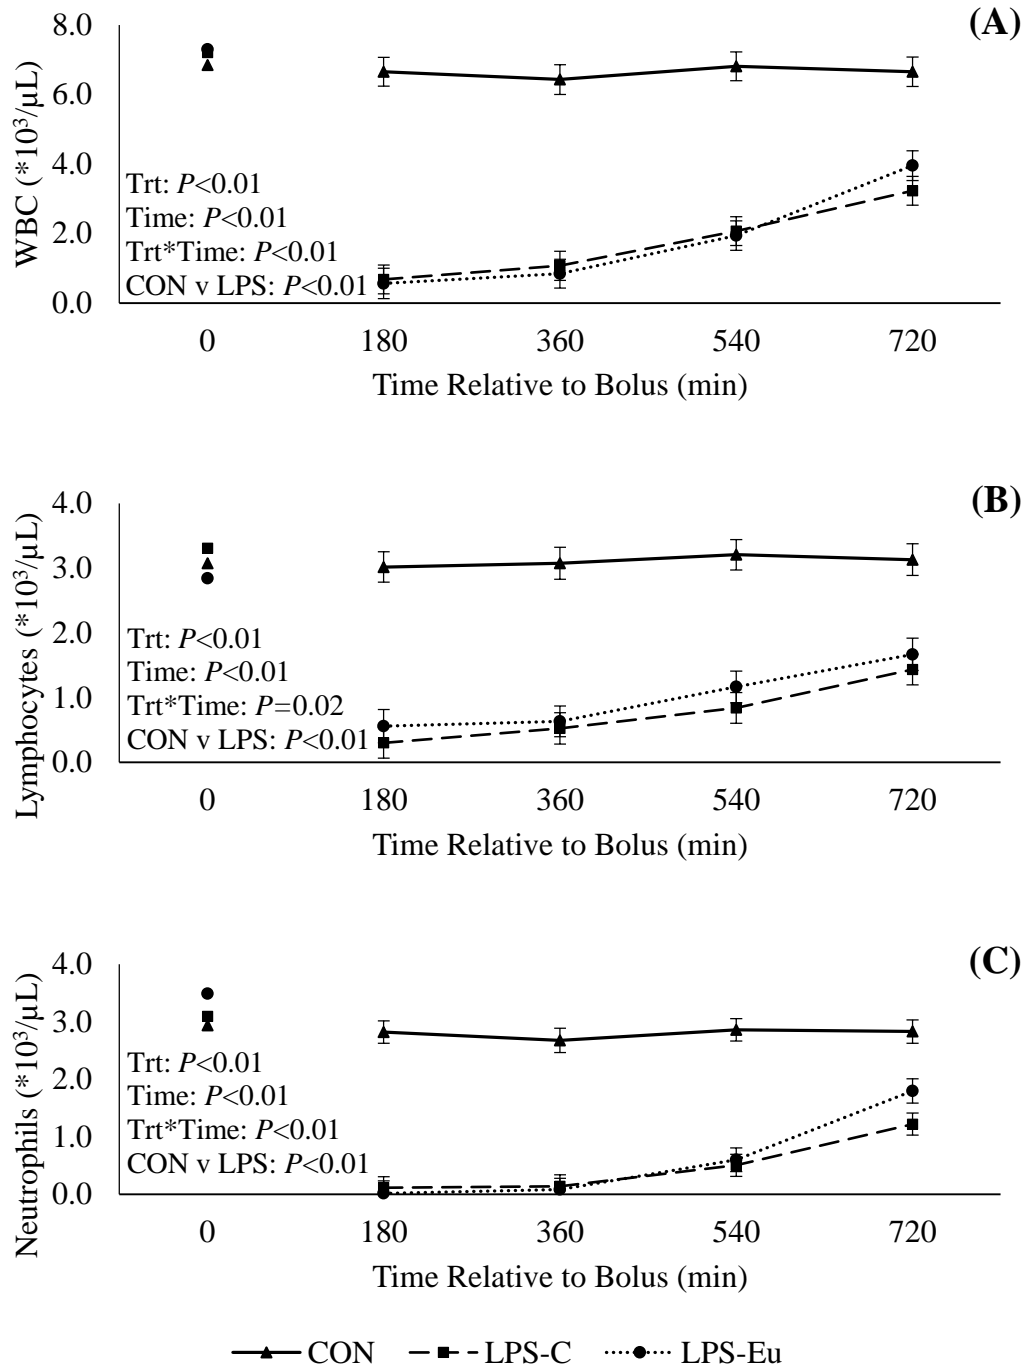 (A)
WBC (*10³/µL)
8.0
6.0
4.0
2.0
0.0
Trt: P<0.01
Time: P<0.01
Trt*Time: P<0.01
CON v LPS: P<0.01
0 180 360 540 720
Time Relative to Bolus (min)
(B)
Lymphocytes (*10³/µL)
4.0
3.0
2.0
1.0
0.0
Trt: P<0.01
Time: P<0.01
Trt*Time: P=0.02
CON v LPS: P<0.01
0 180 360 540 720
Time Relative to Bolus (min)
(C)
Neutrophils (*10³/µL)
4.0
3.0
2.0
1.0
0.0
Trt: P<0.01
Time: P<0.01
Trt*Time: P<0.01
CON v LPS: P<0.01
0 180 360 540 720
Time Relative to Bolus (min)
CON LPS-C LPS-Eu